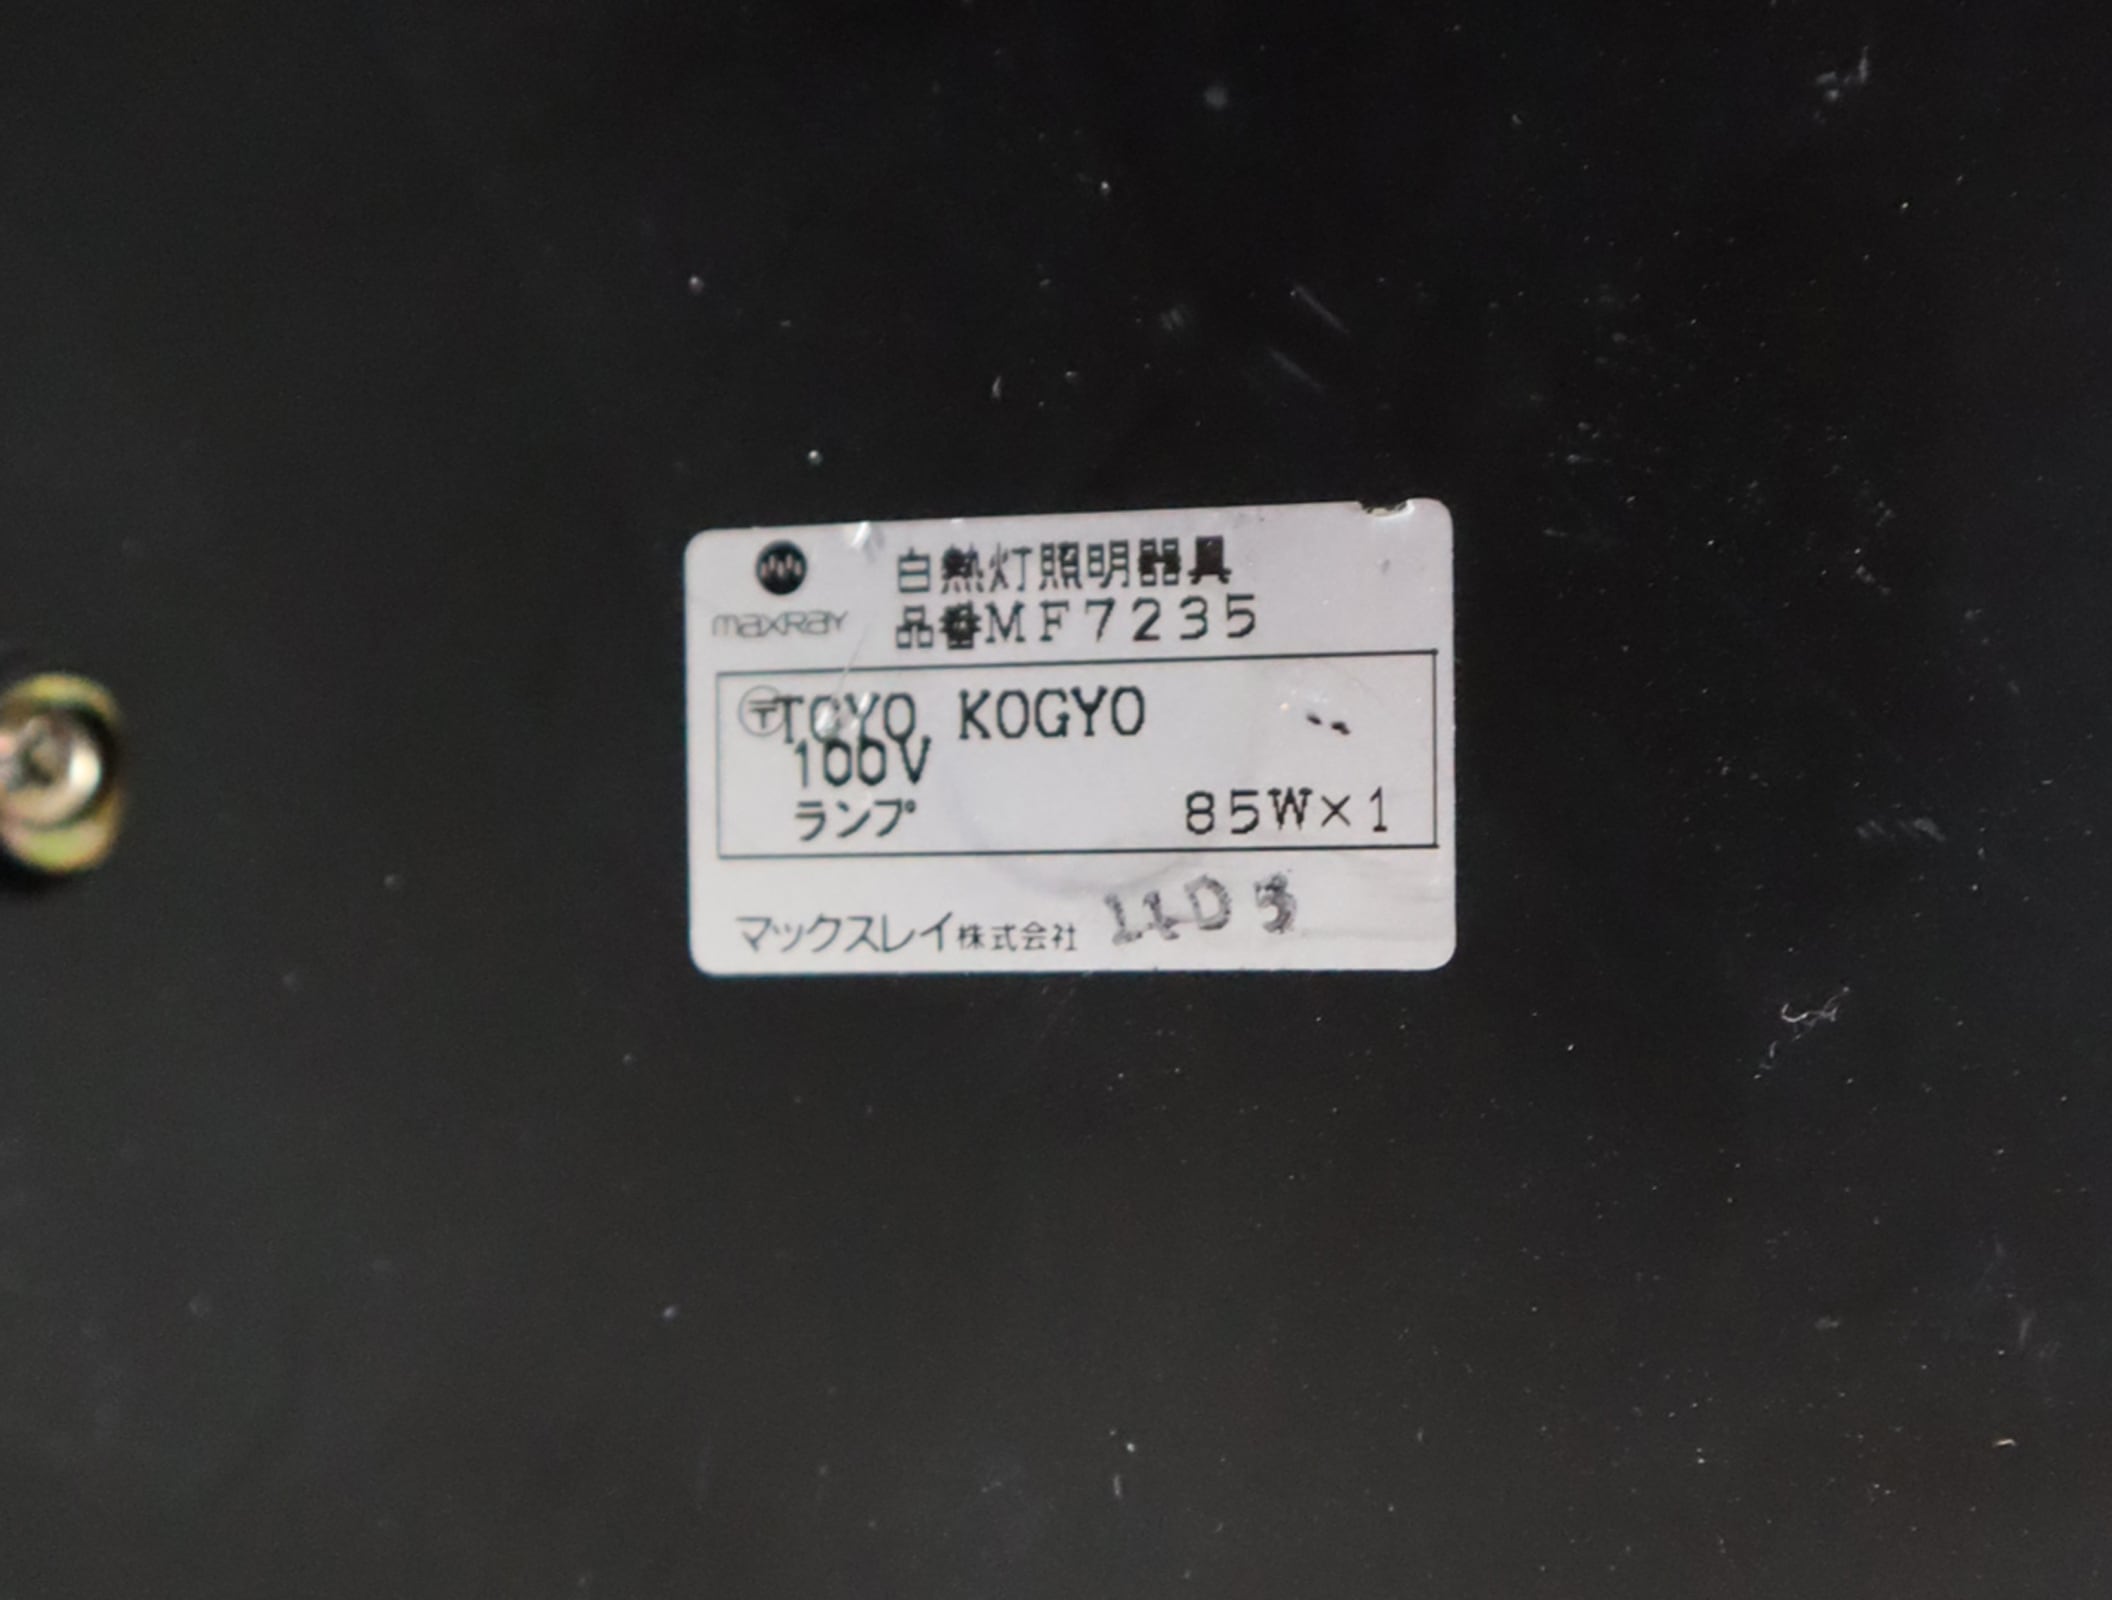 maxRay
白熱灯照明器具
品番MF7235
〒TOYO KOGYO
100V
ランプ 85W×1
マックスレイ株式会社